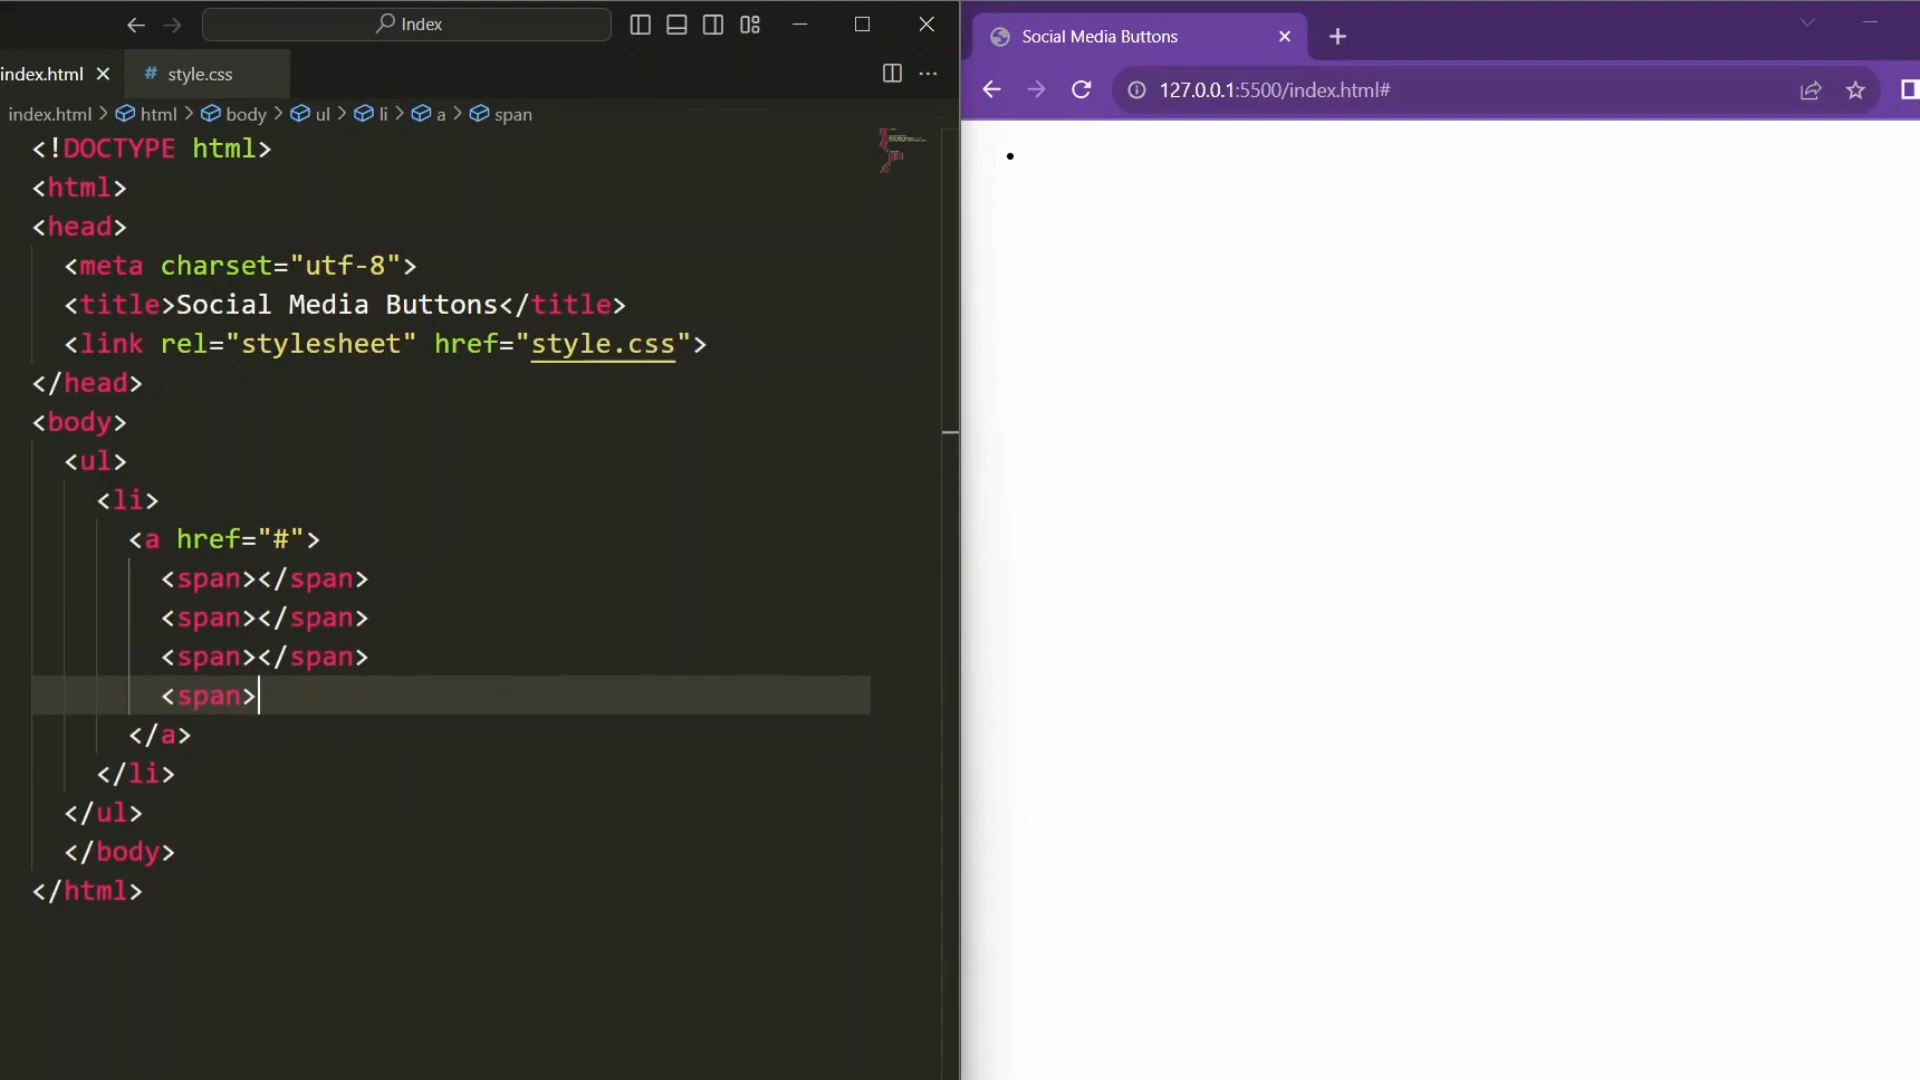 Index
index.html
# style.css
index.html > html > body > ul > li > a > span
<!DOCTYPE html>
<html>
<head>
<meta charset="utf-8">
<title>Social Media Buttons</title>
<link rel="stylesheet" href="style.css">
</head>
<body>
<ul>
<li>
<a href="#">
<span></span>
<span></span>
<span></span>
<span>
</a>
</li>
</ul>
</body>
</html>
Social Media Buttons
127.0.0.1:5500/index.html#